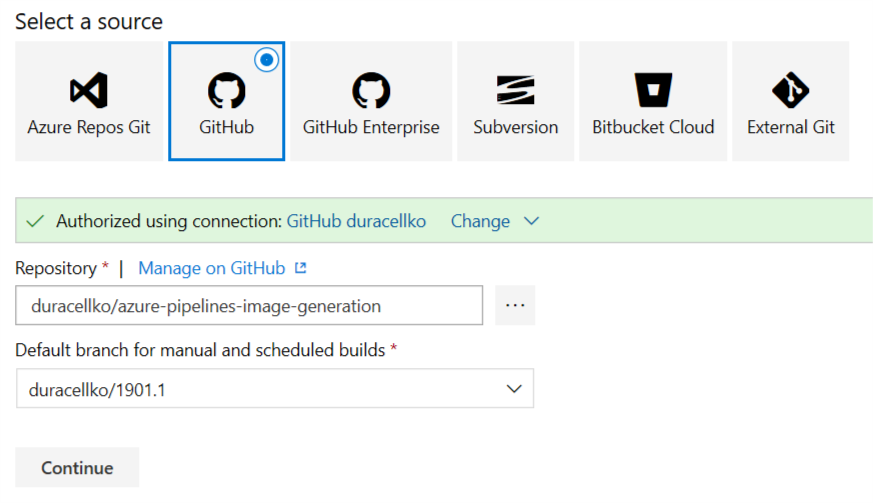 Select a source
Azure Repos Git
GitHub
GitHub Enterprise
Subversion
Bitbucket Cloud
External Git
Authorized using connection: GitHub duracellko Change
Repository * | Manage on GitHub
duracellko/azure-pipelines-image-generation
...
Default branch for manual and scheduled builds *
duracellko/1901.1
Continue